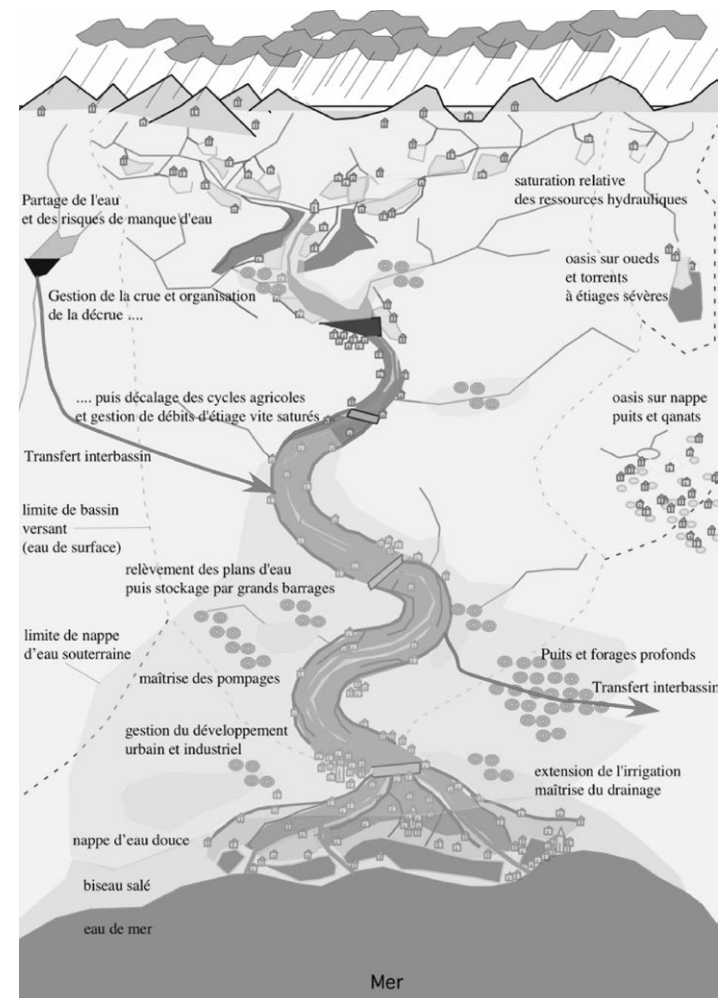 saturation relative
des ressources hydrauliques
Partage de l'eau
et des risques de manque d'eau
oasis sur oueds
et torrents
à étiages sévères
Gestion de la crue et organisation
de la décrue ....
.... puis décalage des cycles agricoles
et gestion de débits d'étiage vite saturés
oasis sur nappe
puits et qanats
Transfert interbassin
limite de bassin
versant
(eau de surface)
relèvement des plans d'eau
puis stockage par grands barrages
limite de nappe
d'eau souterraine
Puits et forages profonds
maîtrise des pompages
Transfert interbassin
gestion du développement
urbain et industriel
extension de l'irrigation
maîtrise du drainage
nappe d'eau douce
biseau salé
eau de mer
Mer